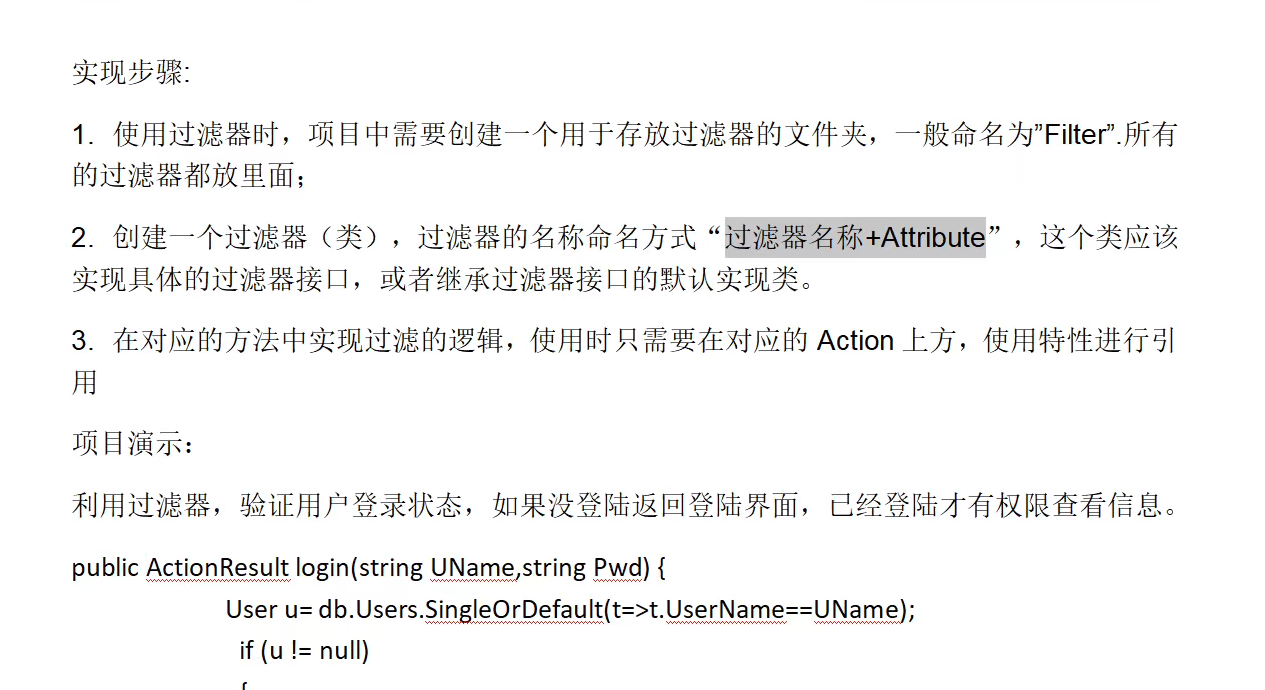 实现步骤:
1. 使用过滤器时，项目中需要创建一个用于存放过滤器的文件夹，一般命名为”Filter”.所有
的过滤器都放里面；
2. 创建一个过滤器（类），过滤器的名称命名方式“过滤器名称+Attribute”，这个类应该
实现具体的过滤器接口，或者继承过滤器接口的默认实现类。
3. 在对应的方法中实现过滤的逻辑，使用时只需要在对应的 Action 上方，使用特性进行引
用
项目演示：
利用过滤器，验证用户登录状态，如果没登陆返回登陆界面，已经登陆才有权限查看信息。
public ActionResult login(string UName,string Pwd) {
User u= db.Users.SingleOrDefault(t=>t.UserName==UName);
if (u != null)
{